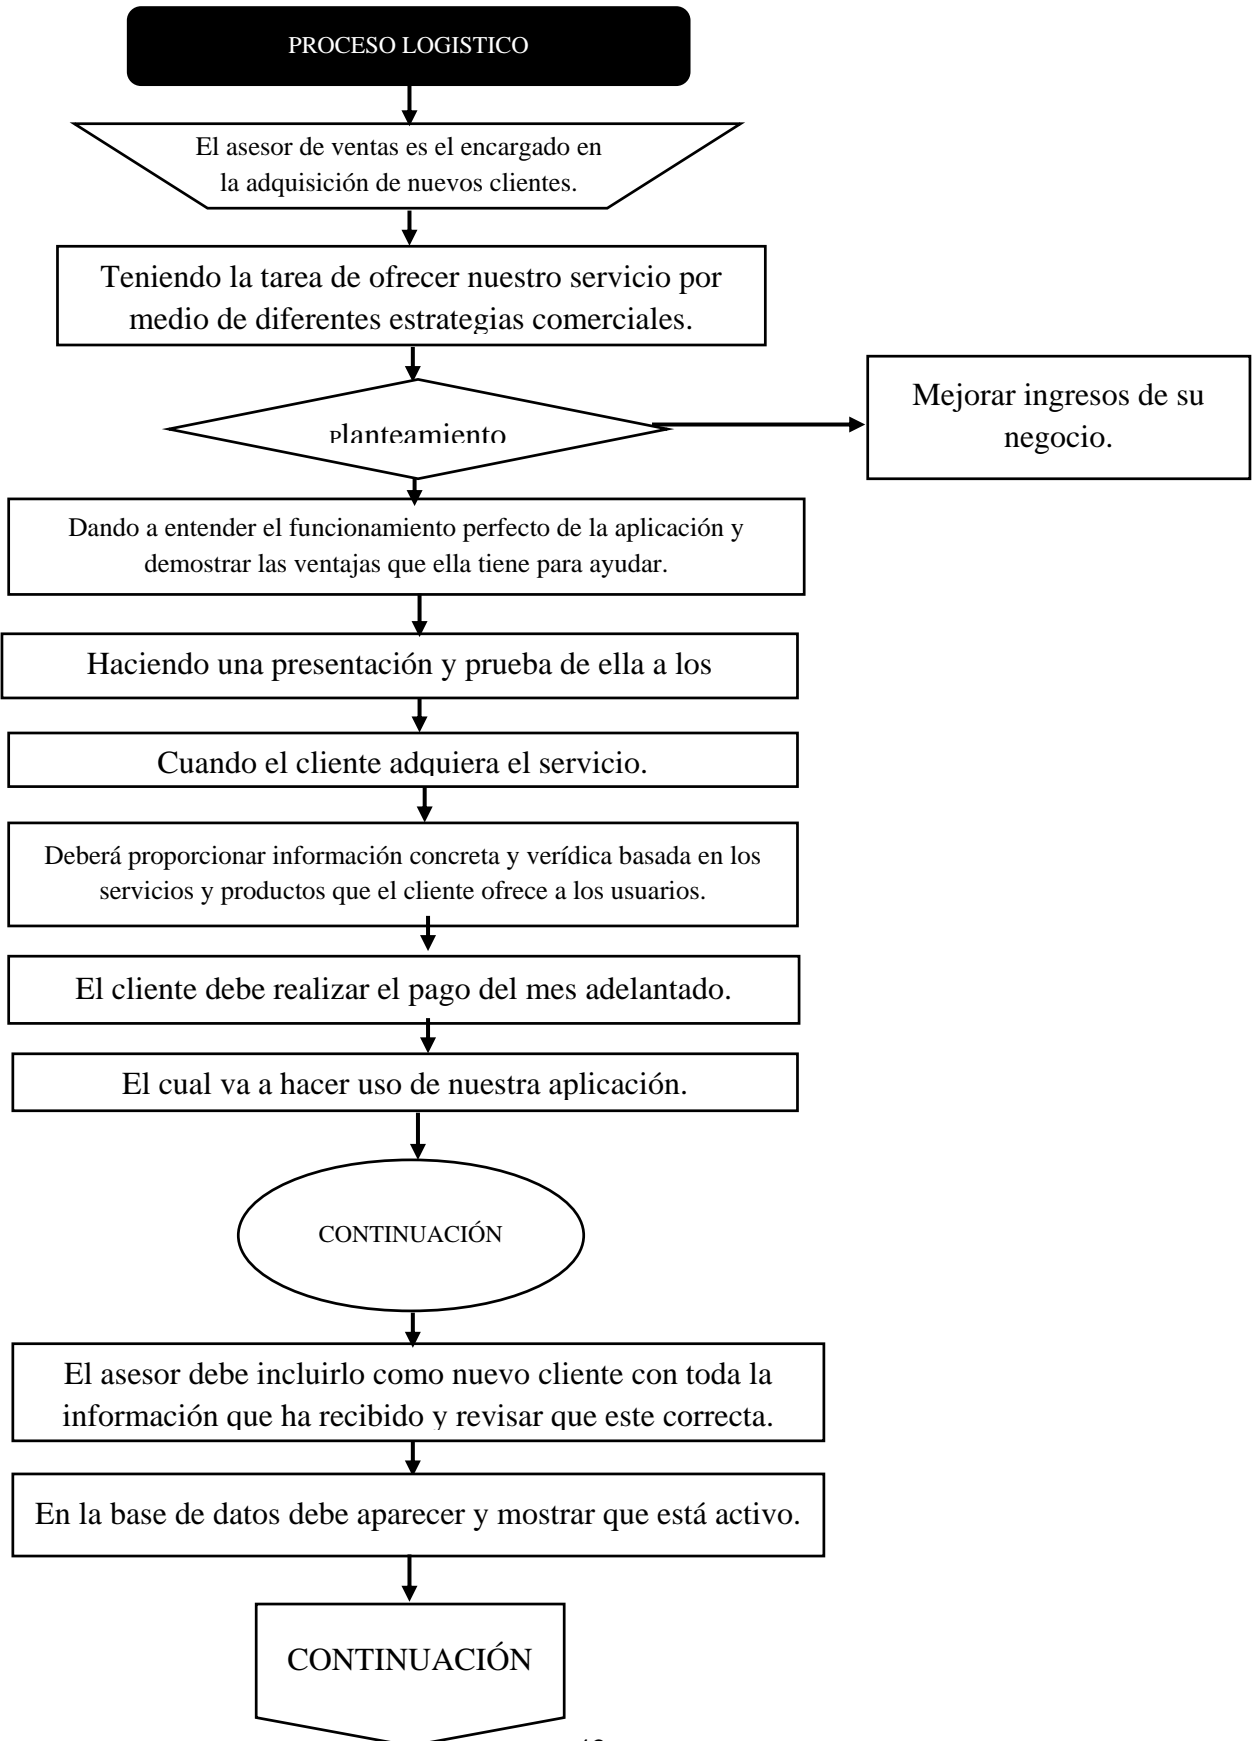 PROCESO LOGISTICO
El asesor de ventas es el encargado en
la adquisición de nuevos clientes.
Teniendo la tarea de ofrecer nuestro servicio por
medio de diferentes estrategias comerciales.
Planteamiento
Mejorar ingresos de su
negocio.
Dando a entender el funcionamiento perfecto de la aplicación y
demostrar las ventajas que ella tiene para ayudar.
Haciendo una presentación y prueba de ella a los
Cuando el cliente adquiera el servicio.
Deberá proporcionar información concreta y verídica basada en los
servicios y productos que el cliente ofrece a los usuarios.
El cliente debe realizar el pago del mes adelantado.
El cual va a hacer uso de nuestra aplicación.
CONTINUACIÓN
El asesor debe incluirlo como nuevo cliente con toda la
información que ha recibido y revisar que este correcta.
En la base de datos debe aparecer y mostrar que está activo.
CONTINUACIÓN